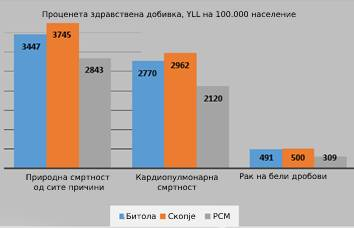 Проценета здравствена добивка, YLL на 100.000 население
3447
3745
2843
2770
2962
2120
491
500
309
Природна смртност
од сите причини
Кардиопулмонарна
смртност
Рак на бели дробови
Битола
Скопје
РСМ